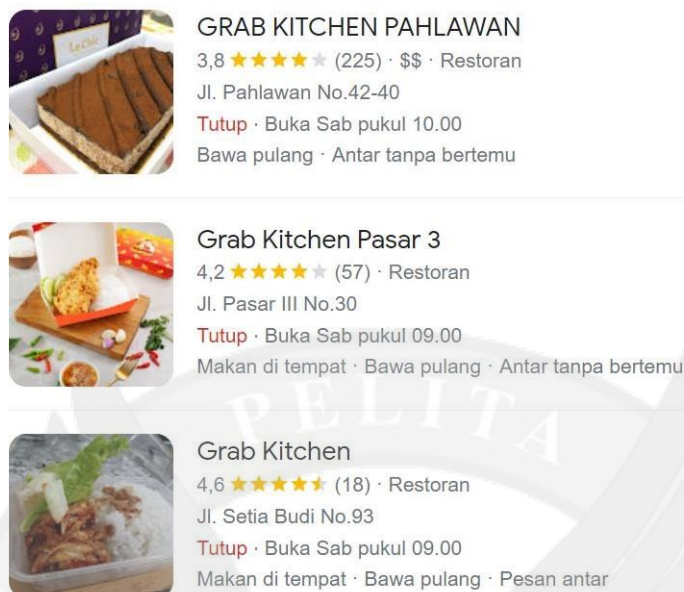 Le Chic
GRAB KITCHEN PAHLAWAN
3,8 (225) · $$ · Restoran
Jl. Pahlawan No.42-40
Tutup · Buka Sab pukul 10.00
Bawa pulang · Antar tanpa bertemu
Grab Kitchen Pasar 3
4,2 (57) · Restoran
Jl. Pasar III No.30
Tutup · Buka Sab pukul 09.00
Makan di tempat · Bawa pulang · Antar tanpa bertemu
PELITA
Grab Kitchen
4,6 (18) · Restoran
Jl. Setia Budi No.93
Tutup · Buka Sab pukul 09.00
Makan di tempat · Bawa pulang · Pesan antar